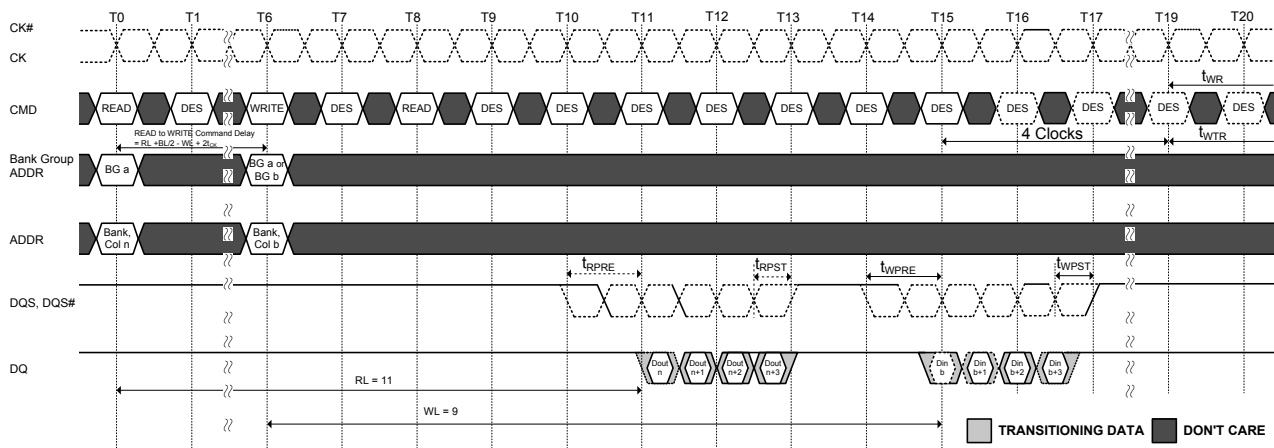 T0 T1 T6 T7 T8 T9 T10 T11 T12 T13 T14 T15 T16 T17 T19 T20
CK#
CK
tWR
CMD READ DES WRITE DES READ DES DES DES DES DES DES DES DES DES DES DES
READ to WRITE Command Delay
= RL +BL/2 - WL + 2tCK
4 Clocks
tWTR
Bank Group
ADDR
BG a
BG a or
BG b
ADDR
Bank,
Col n
Bank,
Col b
tRPRE tRPST tWPRE tWPST
DQS, DQS#
DQ
Dout
n
Dout
n+1
Dout
n+2
Dout
n+3
Din
b
Din
b+1
Din
b+2
Din
b+3
RL = 11
WL = 9
TRANSITIONING DATA DON'T CARE